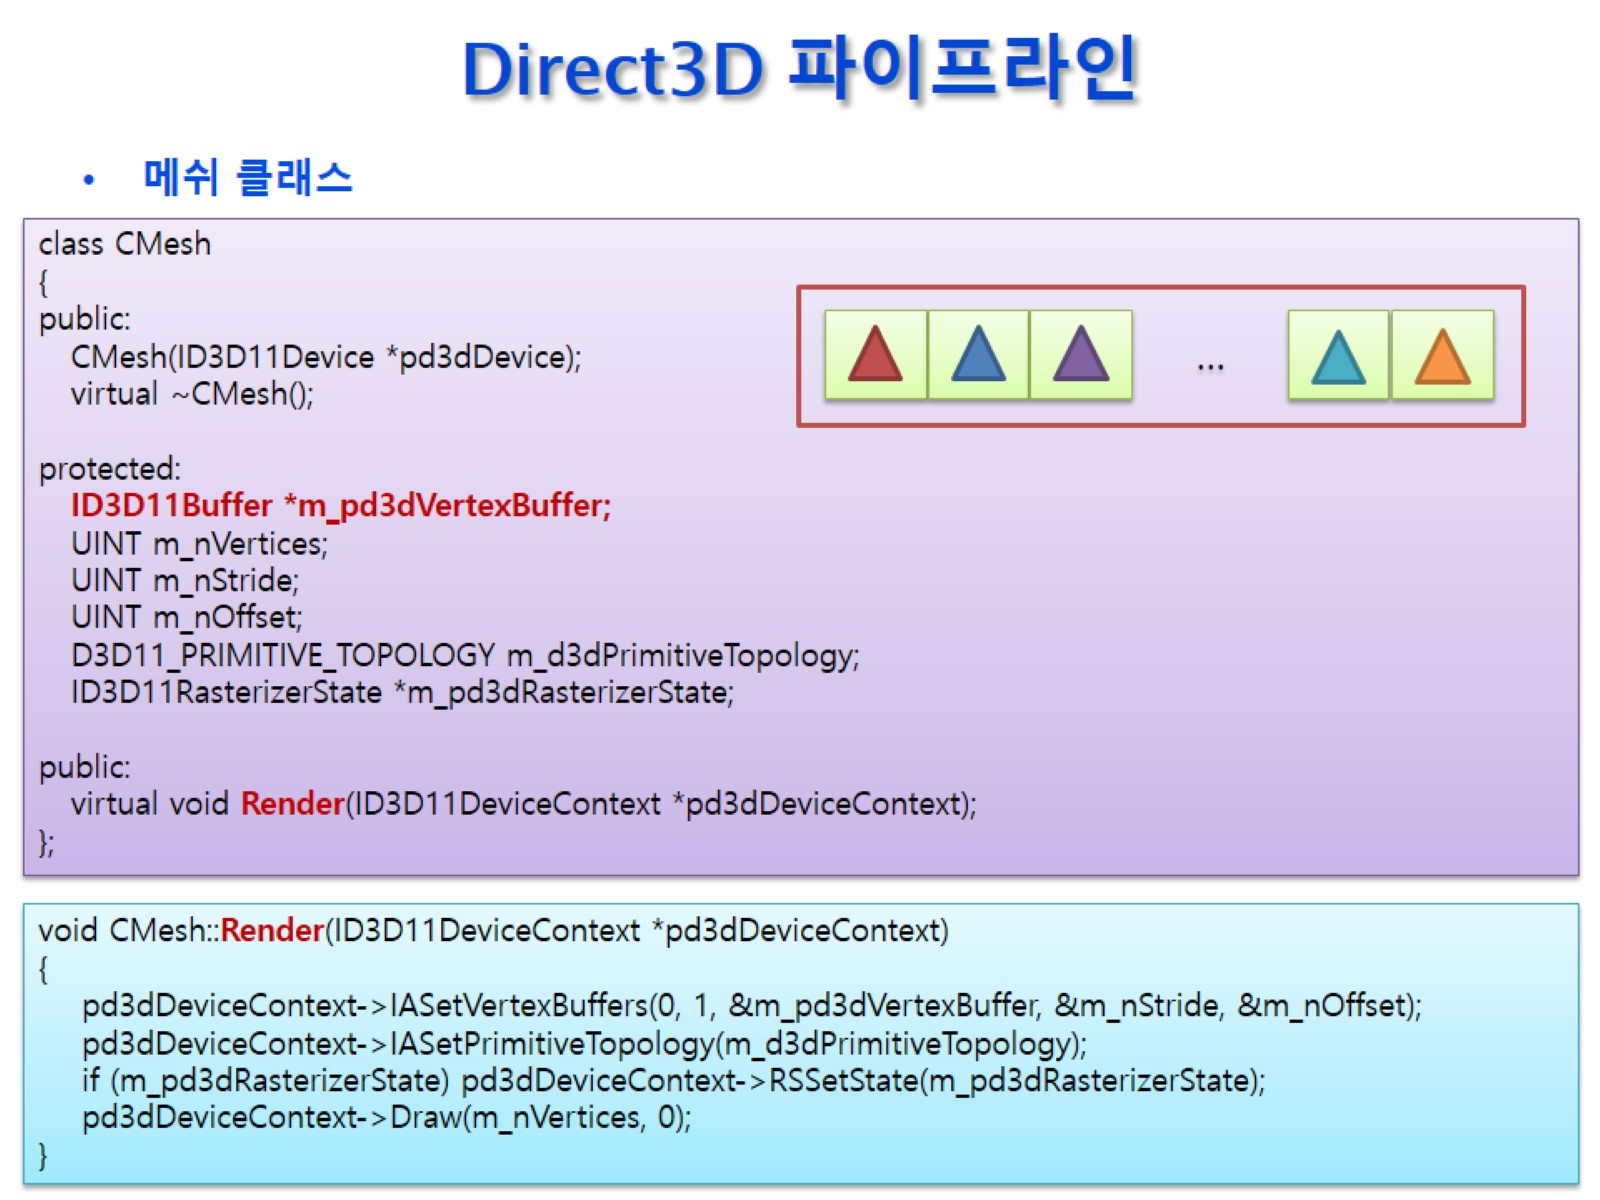 Direct3D 파이프라인
• 메쉬 클래스
class CMesh
{
public:
CMesh(ID3D11Device *pd3dDevice);
virtual ~CMesh();
...
protected:
ID3D11Buffer *m_pd3dVertexBuffer;
UINT m_nVertices;
UINT m_nStride;
UINT m_nOffset;
D3D11_PRIMITIVE_TOPOLOGY m_d3dPrimitiveTopology;
ID3D11RasterizerState *m_pd3dRasterizerState;
public:
virtual void Render(ID3D11DeviceContext *pd3dDeviceContext);
};
void CMesh::Render(ID3D11DeviceContext *pd3dDeviceContext)
{
pd3dDeviceContext->IASetVertexBuffers(0, 1, &m_pd3dVertexBuffer, &m_nStride, &m_nOffset);
pd3dDeviceContext->IASetPrimitiveTopology(m_d3dPrimitiveTopology);
if (m_pd3dRasterizerState) pd3dDeviceContext->RSSetState(m_pd3dRasterizerState);
pd3dDeviceContext->Draw(m_nVertices, 0);
}